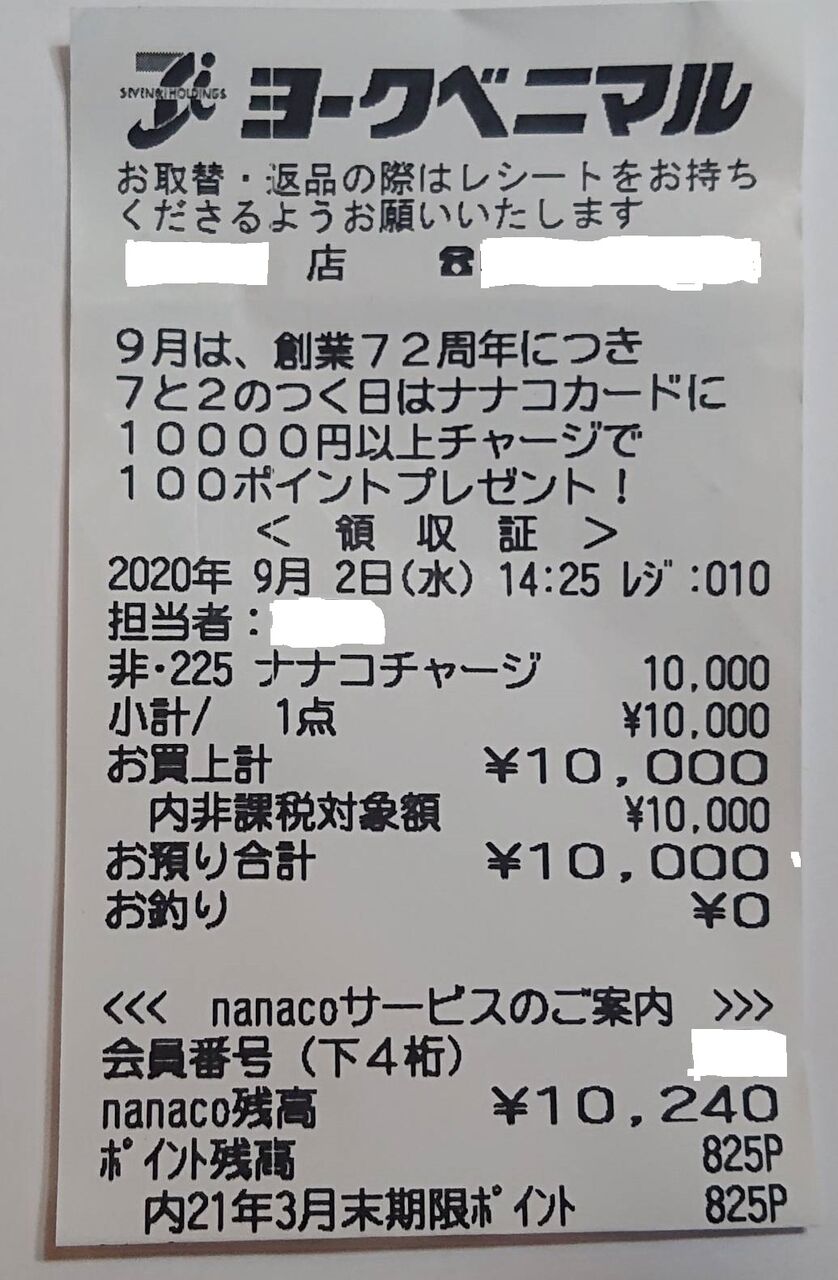 SEVEN&I HOLDINGS
ヨークベニマル
お取替・返品の際はレシートをお持ち
くださるようお願いいたします
店 ☎
9月は、創業72周年につき
7と2のつく日はナナコカードに
10000円以上チャージで
100ポイントプレゼント!
< 領 収 証 >
2020年 9月 2日(水) 14:25 レジ:010
担当者:
非・225 ナナコチャージ 10,000
小計/ 1点 ¥10,000
お買上計 ¥10,000
内非課税対象額 ¥10,000
お預り合計 ¥10,000
お釣り ¥0
<<< nanacoサービスのご案内 >>>
会員番号(下4桁)
nanaco残高 ¥10,240
ポイント残高 825P
内21年3月末期限ポイント 825P